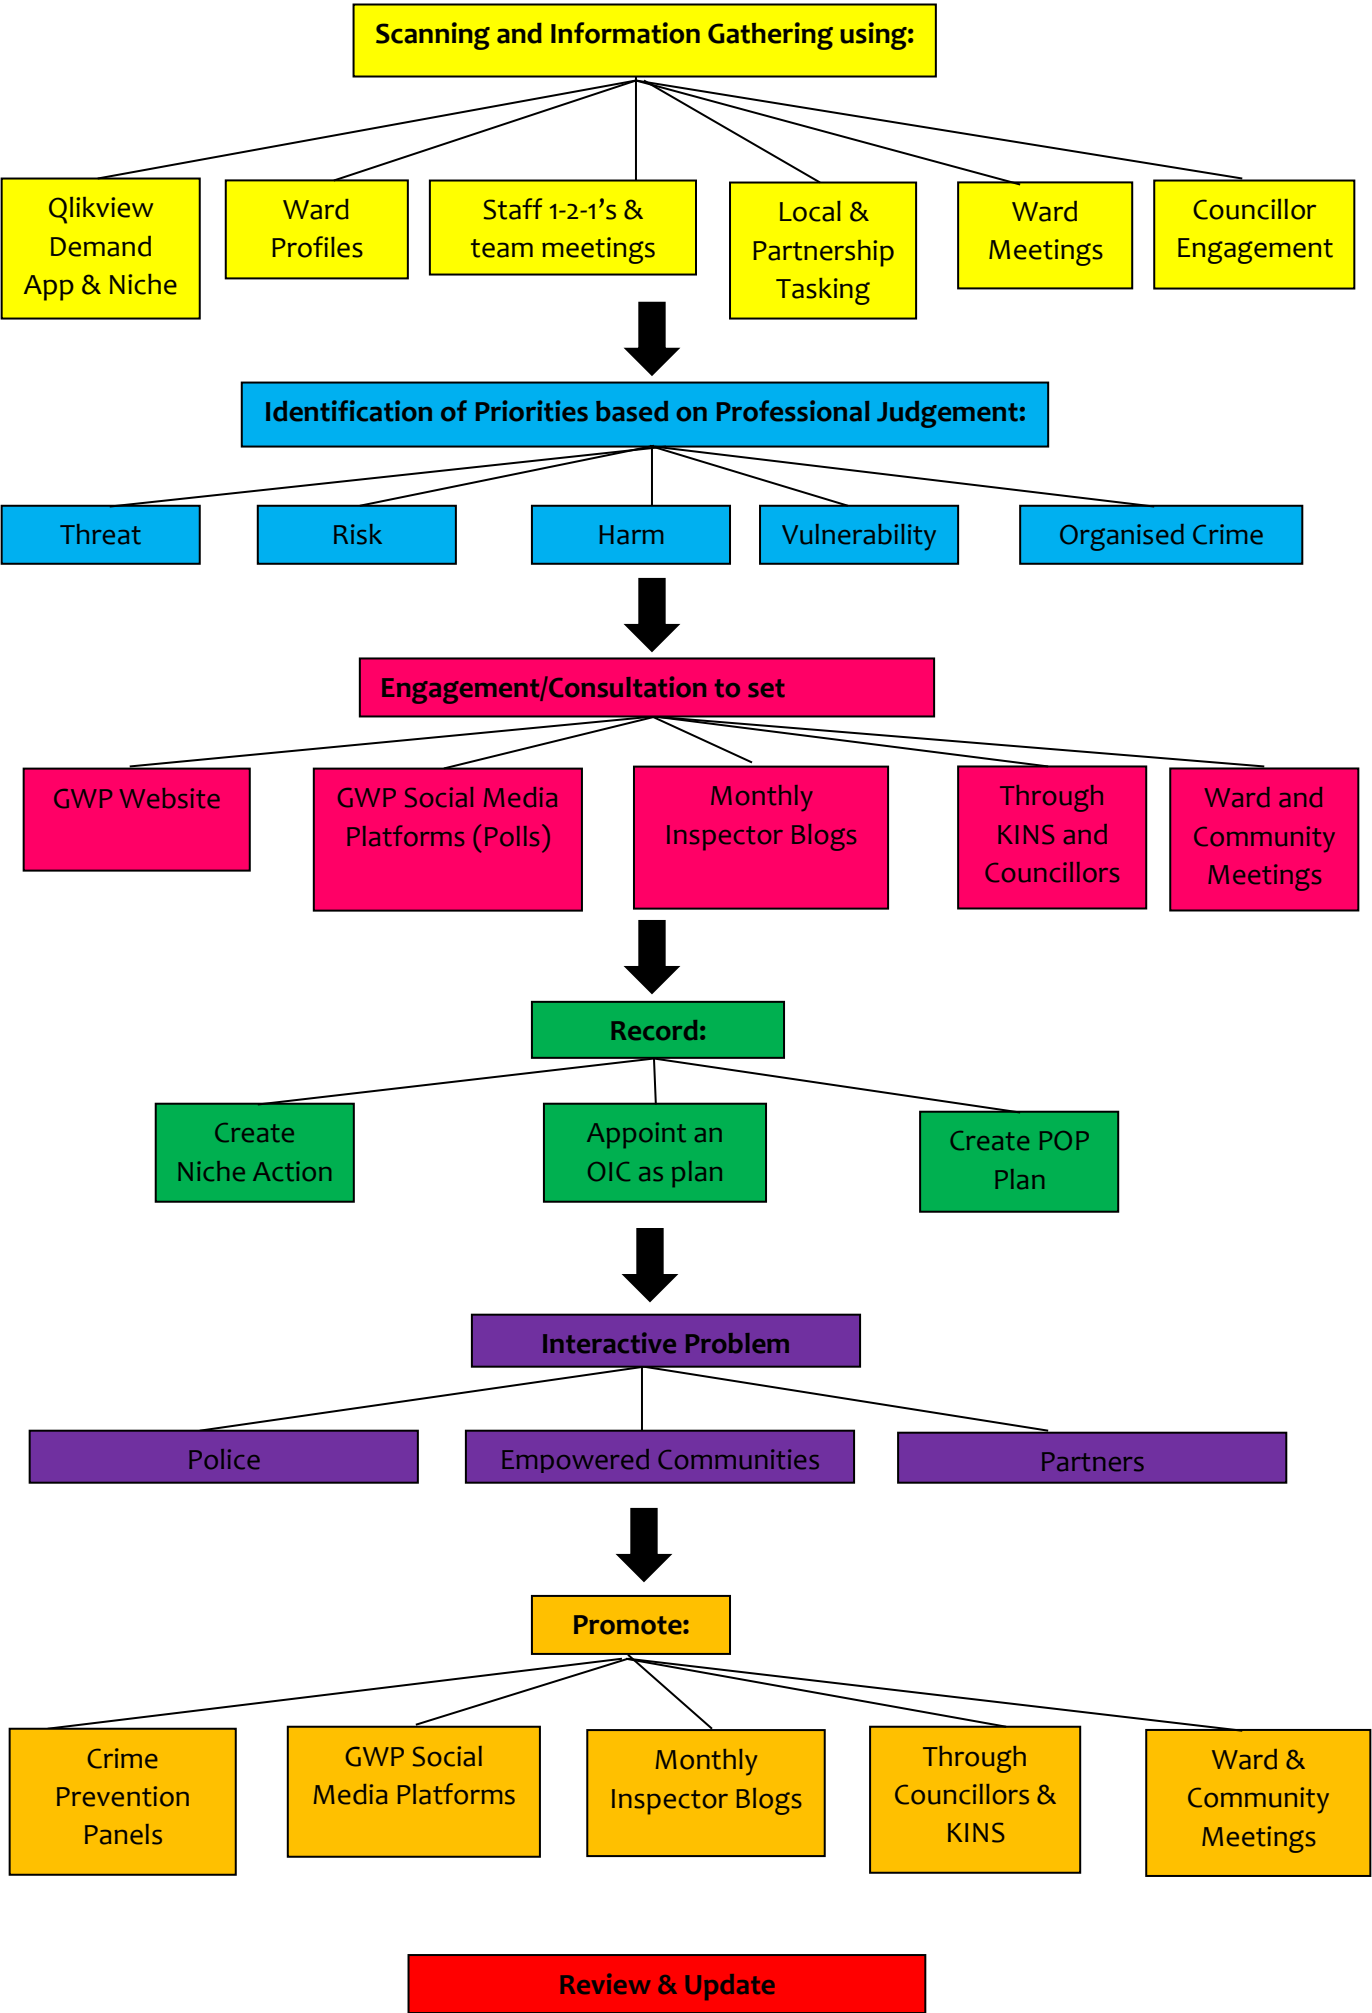 Scanning and Information Gathering using:
Qlikview
Demand
App & Niche
Ward
Profiles
Staff 1-2-1's &
team meetings
Local &
Partnership
Tasking
Ward
Meetings
Councillor
Engagement
Identification of Priorities based on Professional Judgement:
Threat
Risk
Harm
Vulnerability
Organised Crime
Engagement/Consultation to set
GWP Website
GWP Social Media
Platforms (Polls)
Monthly
Inspector Blogs
Through
KINS and
Councillors
Ward and
Community
Meetings
Record:
Create
Niche Action
Appoint an
OIC as plan
Create POP
Plan
Interactive Problem
Police
Empowered Communities
Partners
Promote:
Crime
Prevention
Panels
GWP Social
Media Platforms
Monthly
Inspector Blogs
Through
Councillors &
KINS
Ward &
Community
Meetings
Review & Update